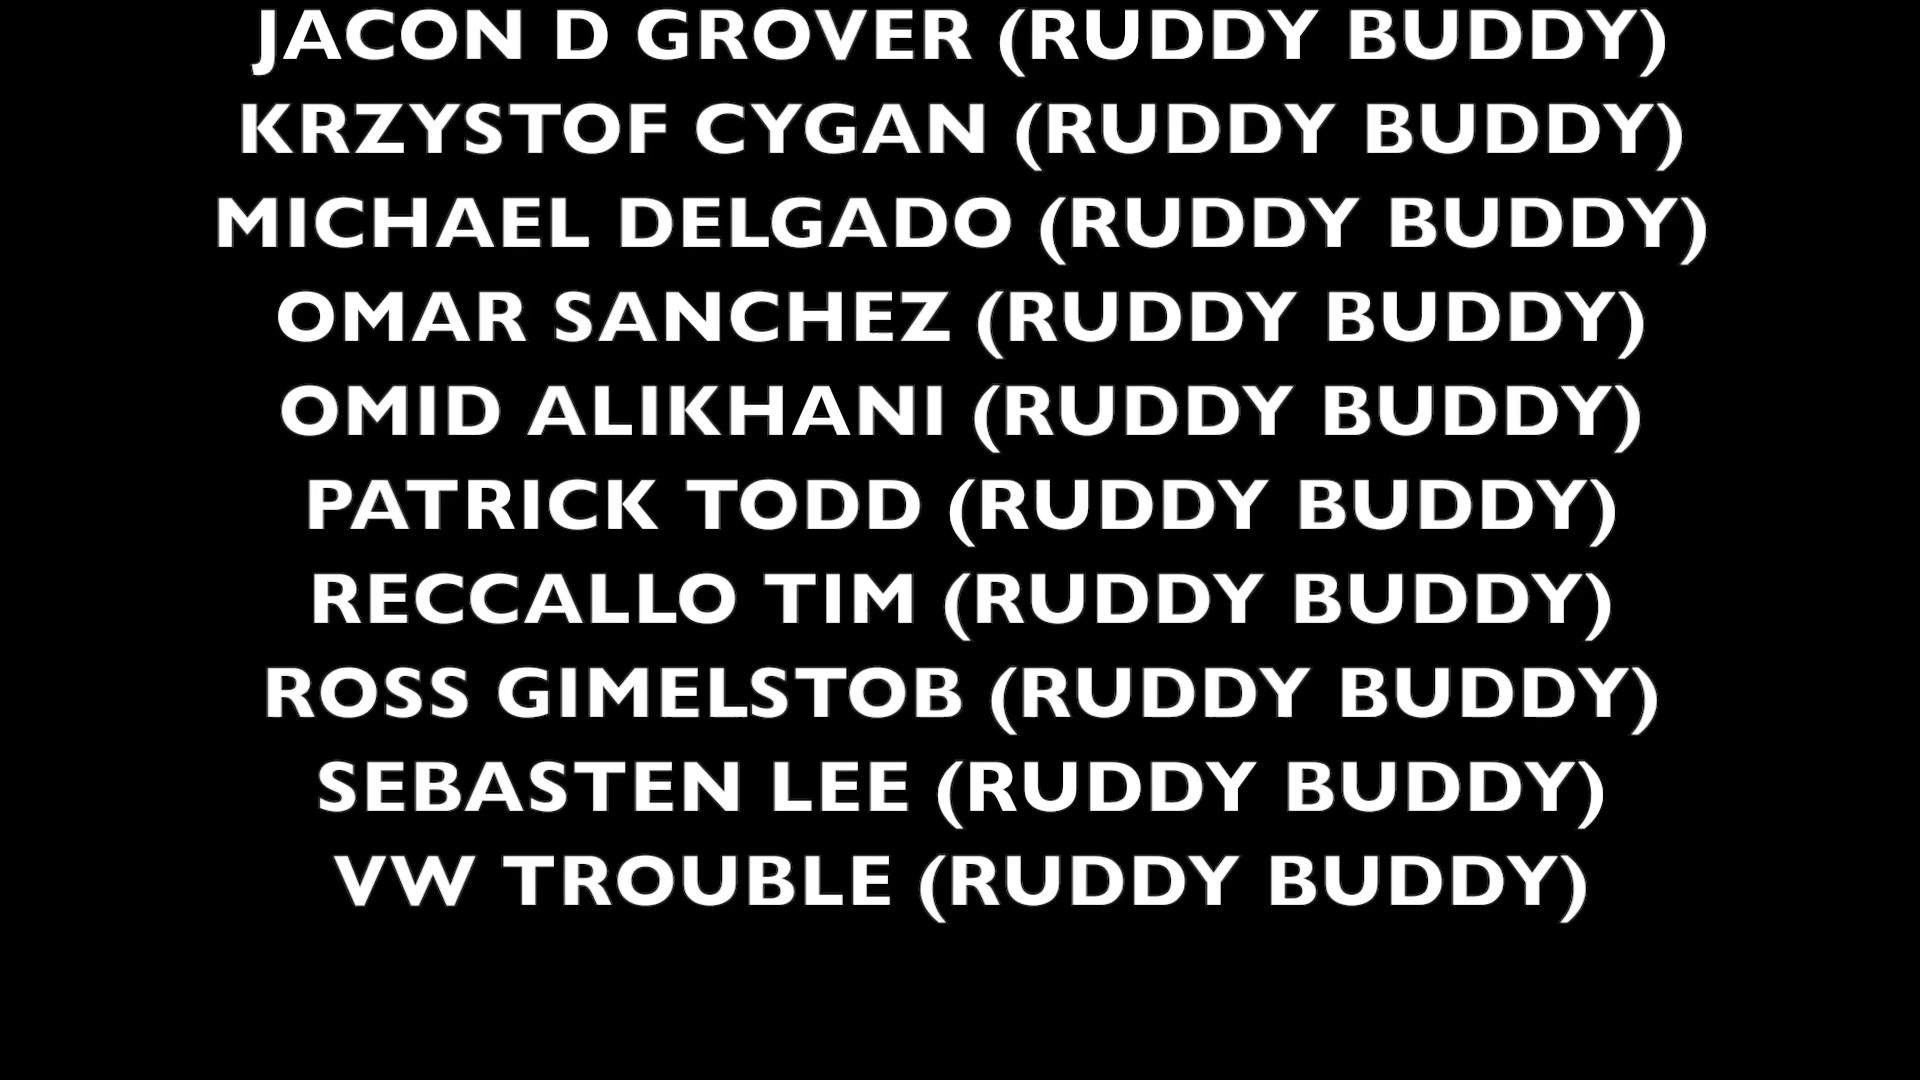 JACON D GROVER (RUDDY BUDDY)
KRZYSTOF CYGAN (RUDDY BUDDY)
MICHAEL DELGADO (RUDDY BUDDY)
OMAR SANCHEZ (RUDDY BUDDY)
OMID ALIKHANI (RUDDY BUDDY)
PATRICK TODD (RUDDY BUDDY)
RECCALLO TIM (RUDDY BUDDY)
ROSS GIMELSTOB (RUDDY BUDDY)
SEBASTEN LEE (RUDDY BUDDY)
VW TROUBLE (RUDDY BUDDY)